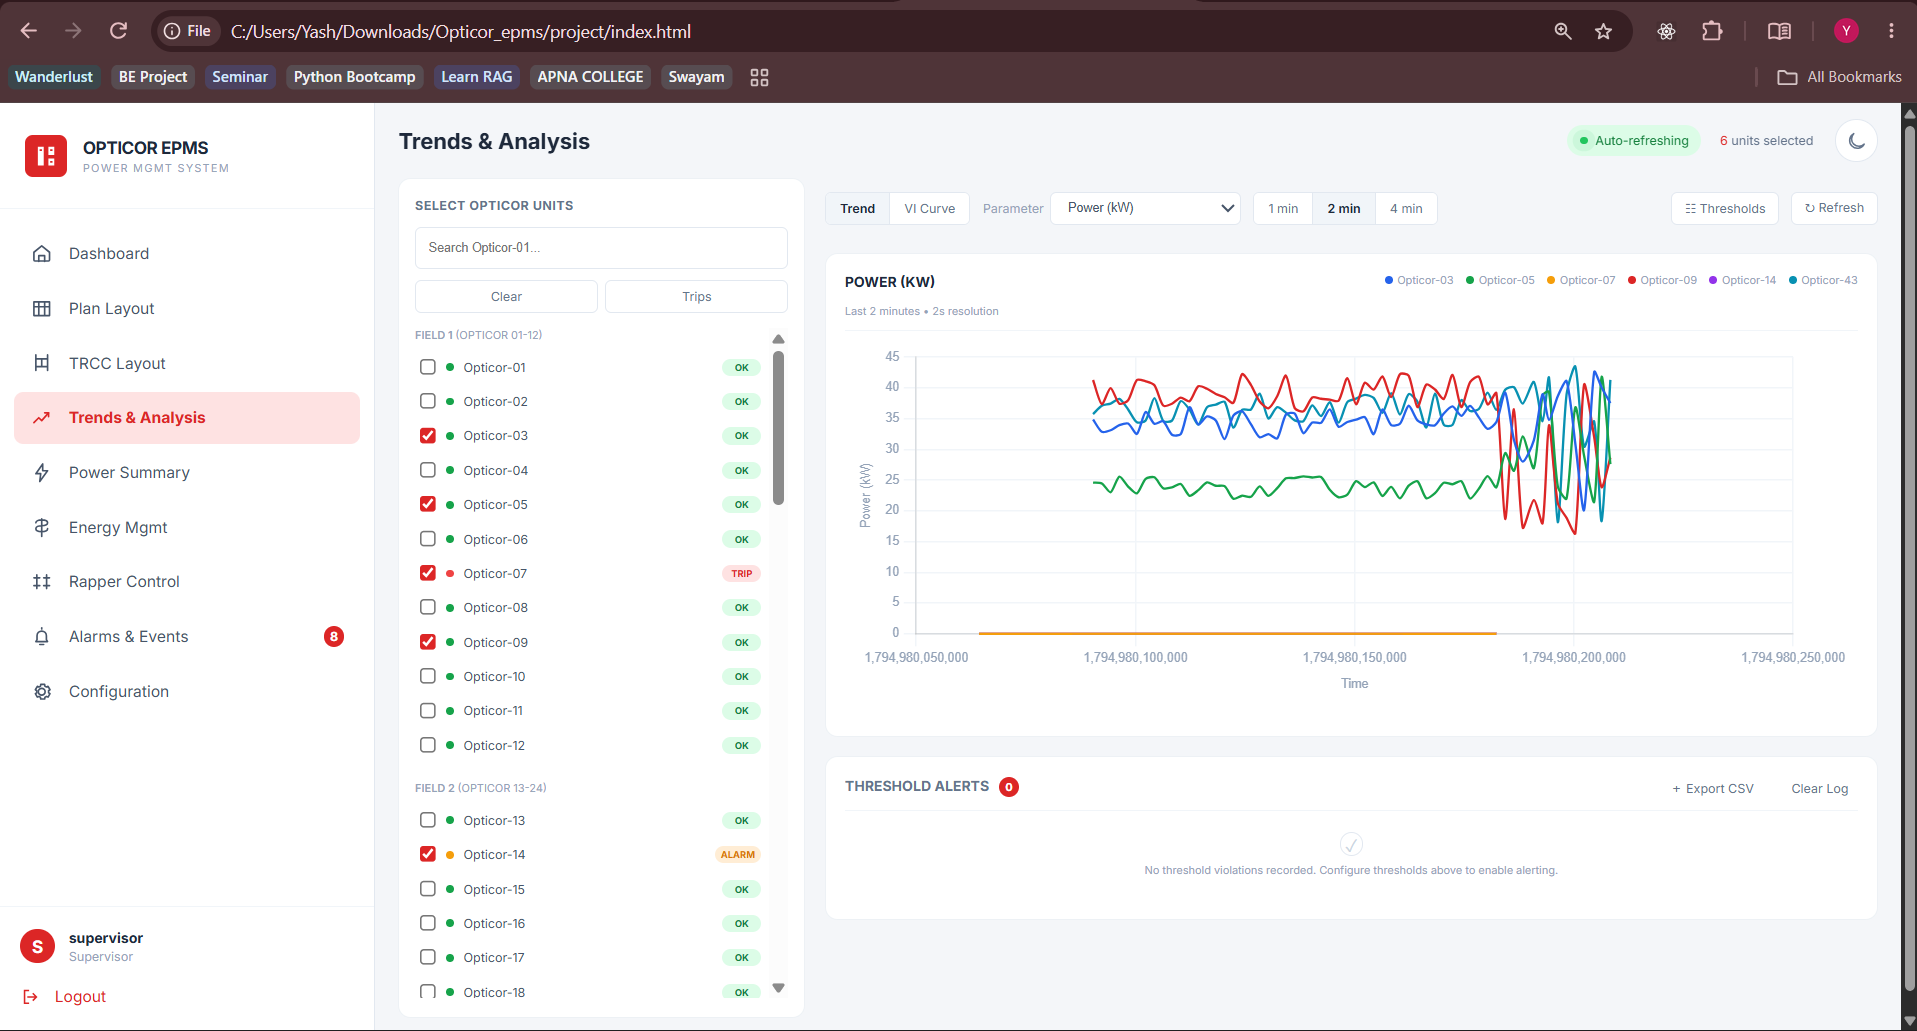 File C:/Users/Yash/Downloads/Opticor_epms/project/index.html Y
Wanderlust BE Project Seminar Python Bootcamp Learn RAG APNA COLLEGE Swayam All Bookmarks
OPTICOR EPMS
POWER MGMT SYSTEM
Dashboard
Plan Layout
TRCC Layout
Trends & Analysis
Power Summary
Energy Mgmt
Rapper Control
Alarms & Events 8
Configuration
S
supervisor
Supervisor
Logout
Trends & Analysis
Auto-refreshing 6 units selected
SELECT OPTICOR UNITS
Search Opticor-01...
Clear Trips
FIELD 1 (OPTICOR 01-12)
Opticor-01 OK
Opticor-02 OK
Opticor-03 OK
Opticor-04 OK
Opticor-05 OK
Opticor-06 OK
Opticor-07 TRIP
Opticor-08 OK
Opticor-09 OK
Opticor-10 OK
Opticor-11 OK
Opticor-12 OK
FIELD 2 (OPTICOR 13-24)
Opticor-13 OK
Opticor-14 ALARM
Opticor-15 OK
Opticor-16 OK
Opticor-17 OK
Opticor-18 OK
Trend VI Curve Parameter Power (kW) 1 min 2 min 4 min Thresholds ↻ Refresh
POWER (KW)
Opticor-03 Opticor-05 Opticor-07 Opticor-09 Opticor-14 Opticor-43
Last 2 minutes • 2s resolution
45
40
35
30
25
20
15
10
5
0
Power (kW)
1,794,980,050,000 1,794,980,100,000 1,794,980,150,000 1,794,980,200,000 1,794,980,250,000
Time
THRESHOLD ALERTS 0
+ Export CSV Clear Log
No threshold violations recorded. Configure thresholds above to enable alerting.